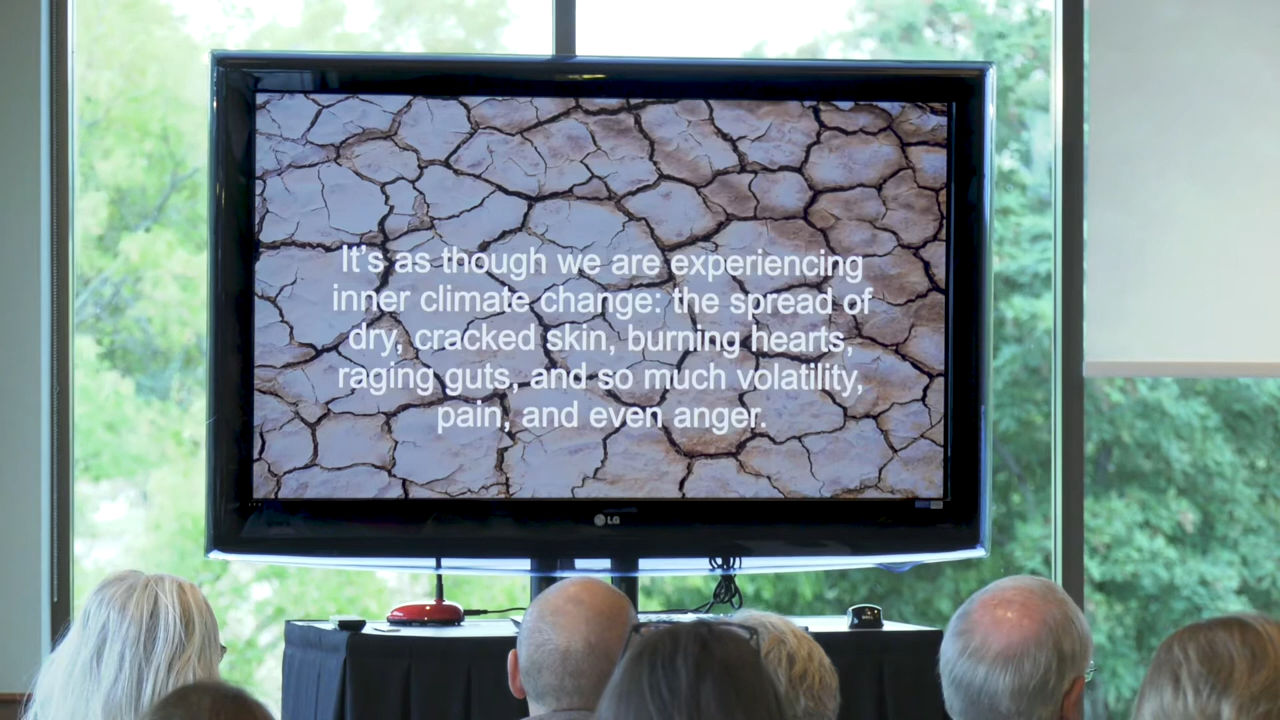 It's as though we are experiencing
inner climate change: the spread of
dry, cracked skin, burning hearts,
raging guts, and so much volatility,
pain, and even anger.
LG
DELL